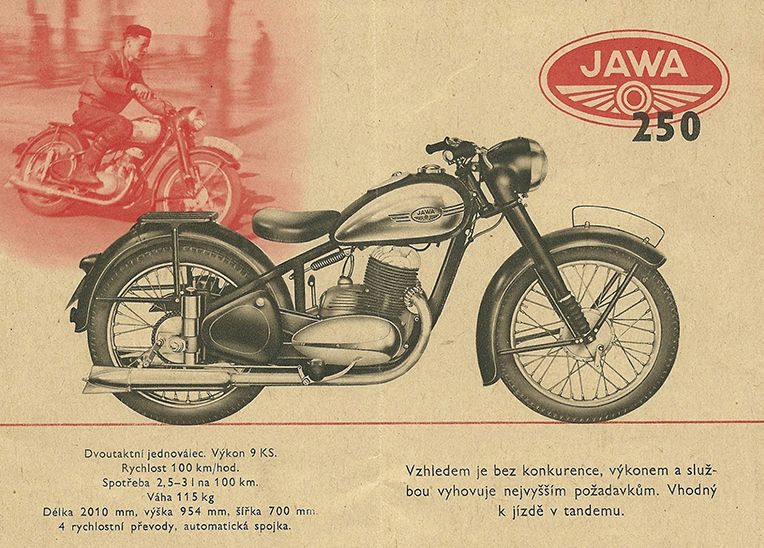 JAWA
250
JAWA
Dvoutaktní jednoválec. Výkon 9 KS.
Rychlost 100 km/hod.
Spotřeba 2,5–3 l na 100 km.
Váha 115 kg
Délka 2010 mm, výška 954 mm, šířka 700 mm.
4 rychlostní převody, automatická spojka.
Vzhledem je bez konkurence, výkonem a služ-
bou vyhovuje nejvyšším požadavkům. Vhodný
k jízdě v tandemu.